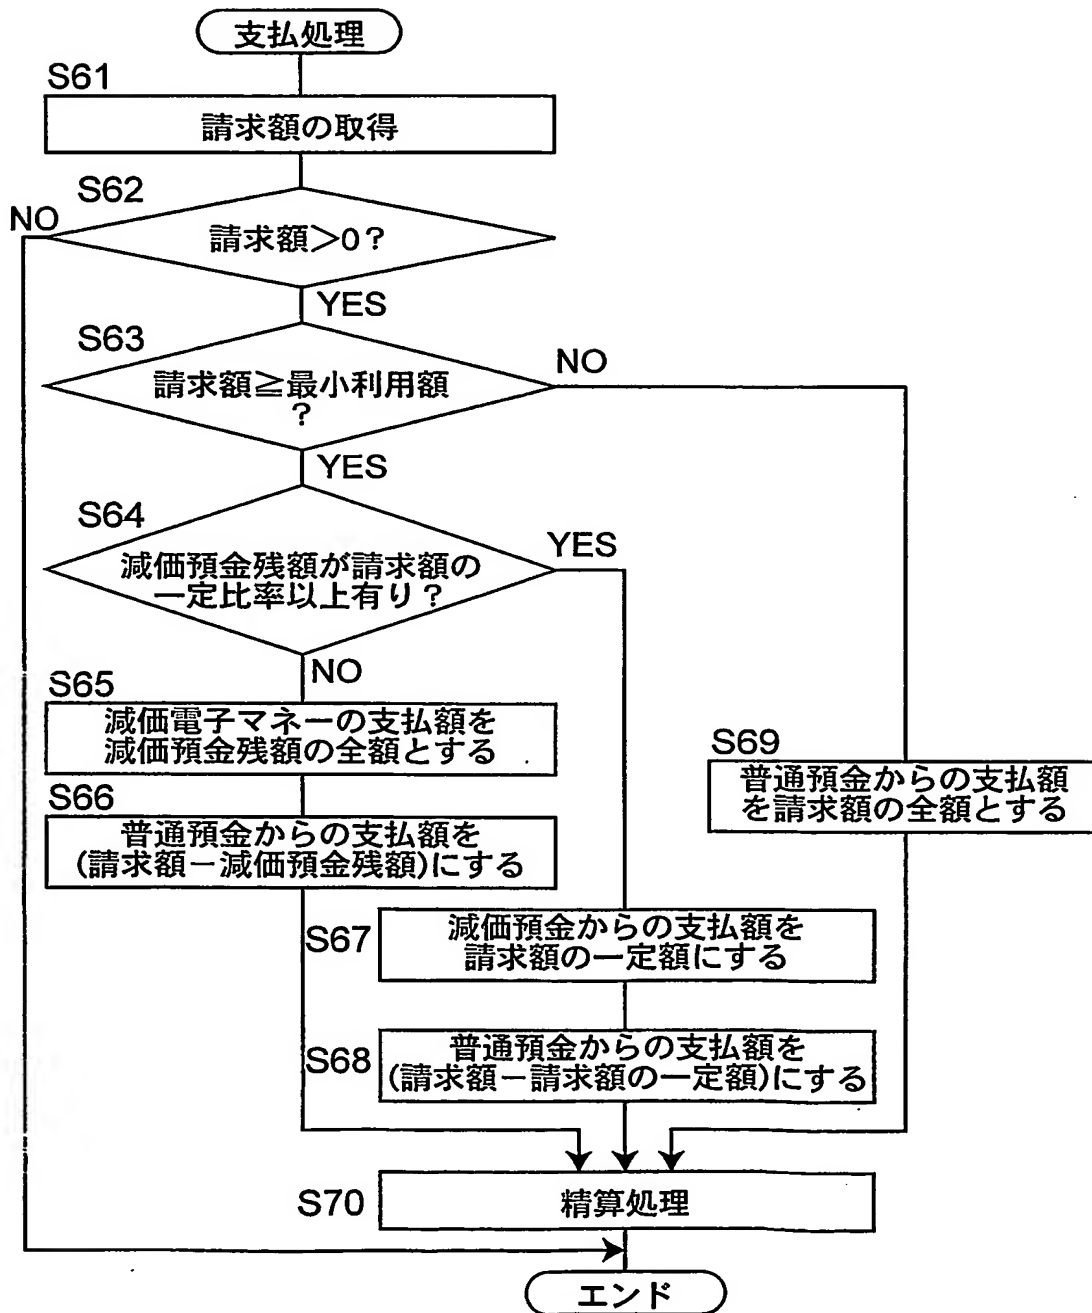 支払処理
S61
請求額の取得
S62
NO
請求額>0?
YES
S63
請求額≧最小利用額
?
NO
YES
S64
減価預金残額が請求額の
一定比率以上有り?
YES
NO
S65
減価電子マネーの支払額を
減価預金残額の全額とする
S66
普通預金からの支払額を
(請求額-減価預金残額)にする
S69
普通預金からの支払額
を請求額の全額とする
S67
減価預金からの支払額を
請求額の一定額にする
S68
普通預金からの支払額を
(請求額-請求額の一定額)にする
S70
精算処理
エンド